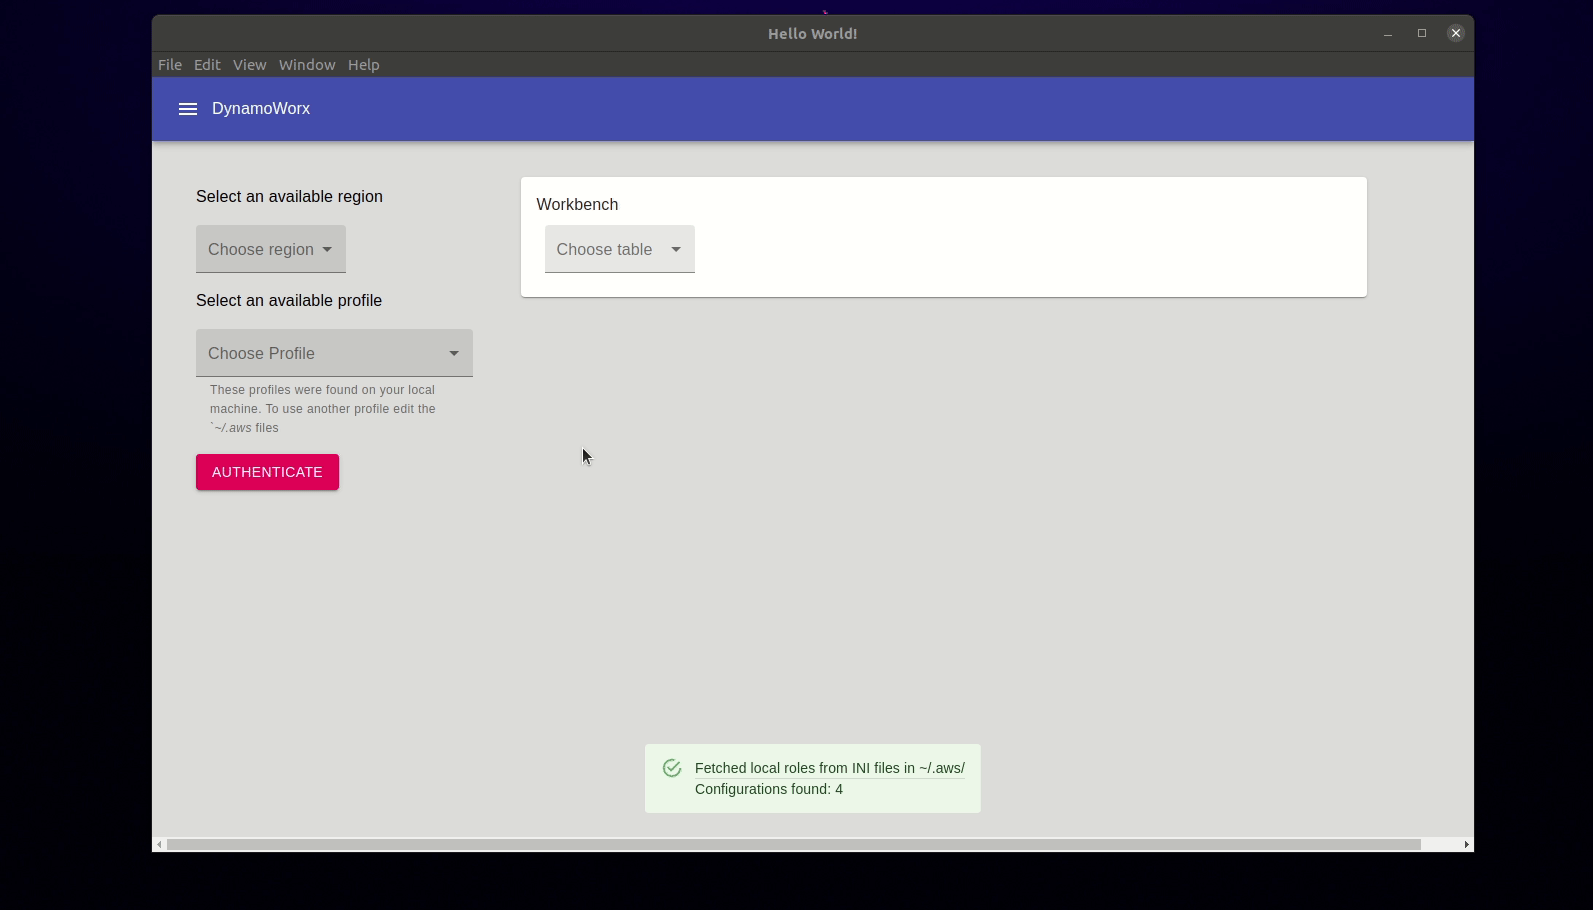 Hello World!
File Edit View Window Help
DynamoWorx
Select an available region
Choose region
Select an available profile
Choose Profile
These profiles were found on your local
machine. To use another profile edit the
`~/.aws files
AUTHENTICATE
Workbench
Choose table
Fetched local roles from INI files in ~/.aws/
Configurations found: 4